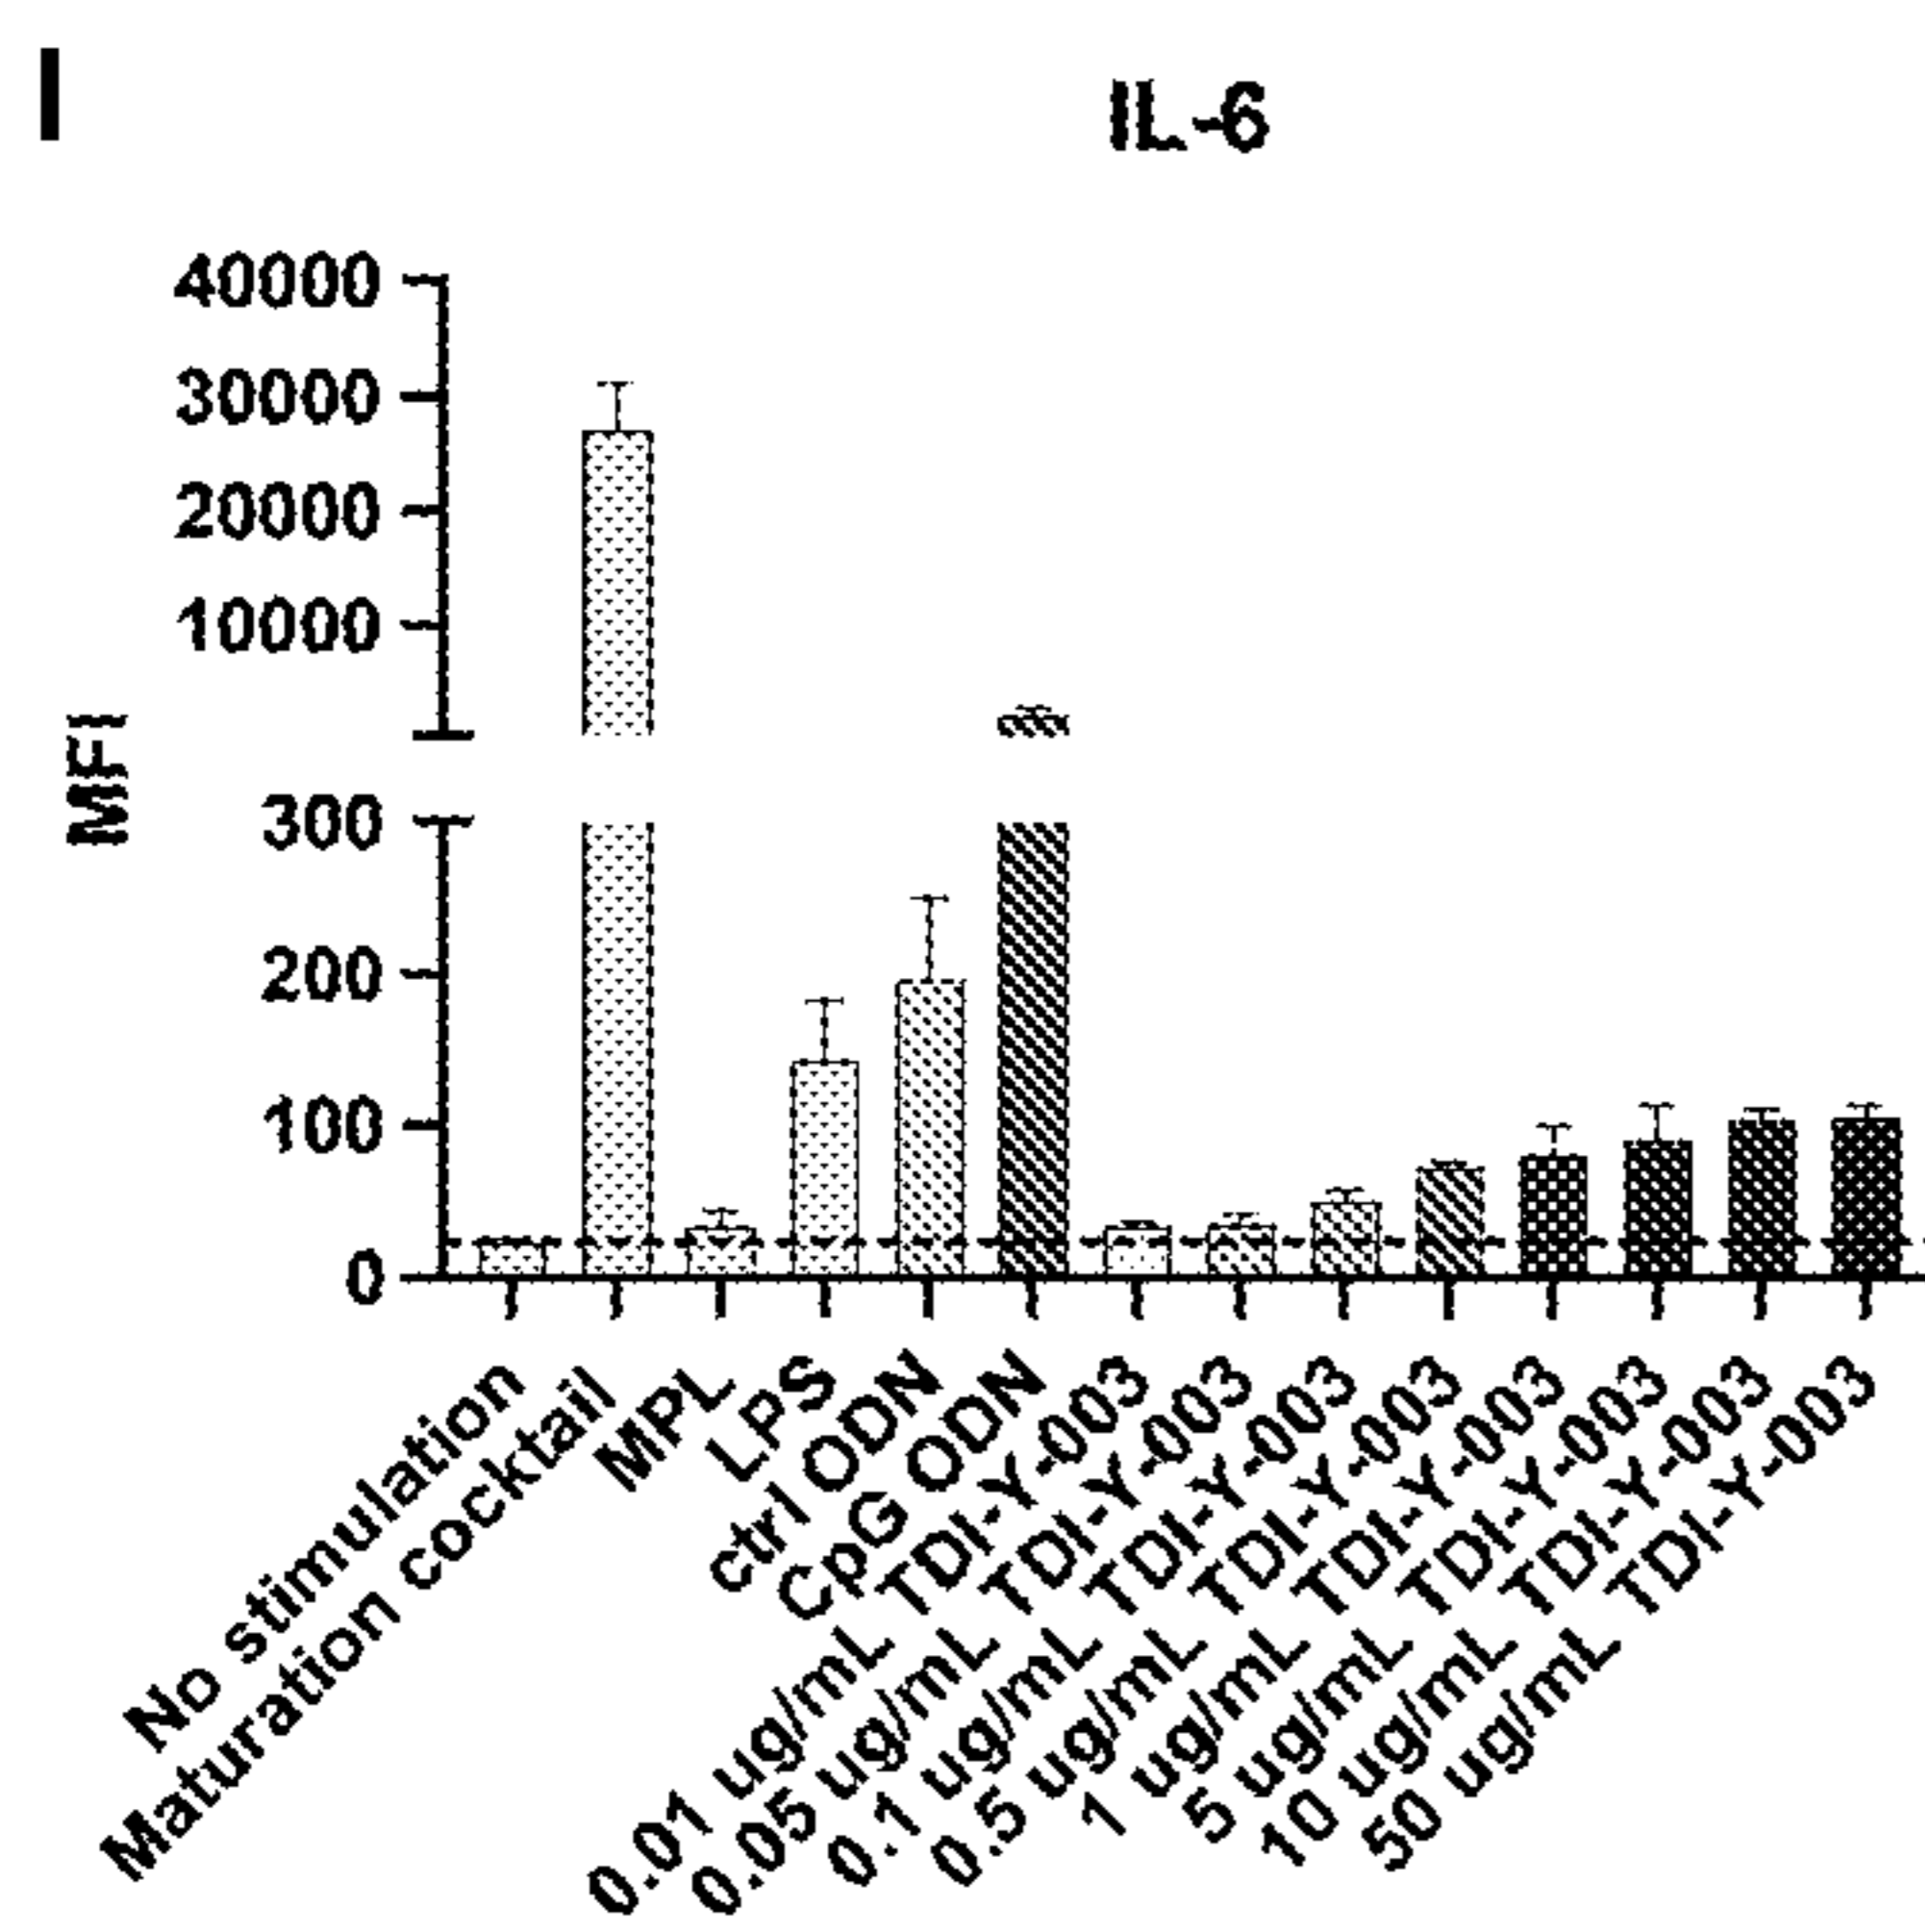 I
IL-6
40000
30000
20000
10000
300
200
100
0
MFI
No stimulation
Maturation cocktail
MPL
LPS
ctrl ODN
CpG ODN
0.01 ug/mL TDI-Y-003
0.05 ug/mL TDI-Y-003
0.1 ug/mL TDI-Y-003
0.5 ug/mL TDI-Y-003
1 ug/mL TDI-Y-003
5 ug/mL TDI-Y-003
10 ug/mL TDI-Y-003
50 ug/mL TDI-Y-003